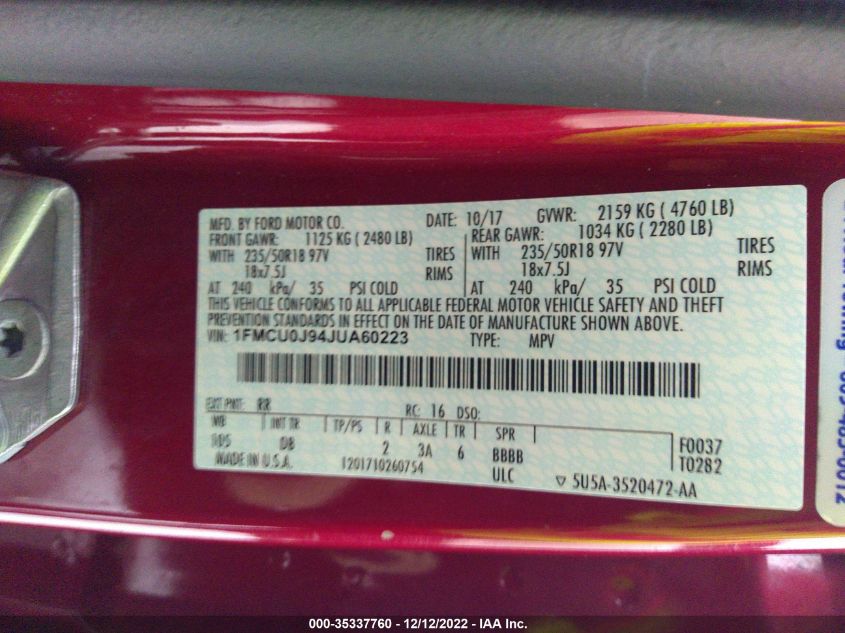 MFD. BY FORD MOTOR CO. DATE: 10/17 GVWR: 2159 KG ( 4760 LB)
FRONT GAWR: 1125 KG ( 2480 LB) REAR GAWR: 1034 KG ( 2280 LB)
WITH 235/50R18 97V TIRES WITH 235/50R18 97V TIRES
18x7.5J RIMS 18x7.5J RIMS
AT 240 kPa/ 35 PSI COLD AT 240 kPa/ 35 PSI COLD
THIS VEHICLE CONFORMS TO ALL APPLICABLE FEDERAL MOTOR VEHICLE SAFETY AND THEFT
PREVENTION STANDARDS IN EFFECT ON THE DATE OF MANUFACTURE SHOWN ABOVE.
VIN: 1FMCU0J94JUA60223 TYPE: MPV
EXT PNT: RR RC: 16 DSO:
WB INT TR TP/PS R AXLE TR SPR
105 DB 2 3A 6 BBBB
ULC
F0037
T0282
MADE IN U.S.A. 1201710260754
5U5A-3520472-AA
000-35337760 - 12/12/2022 - IAA Inc.